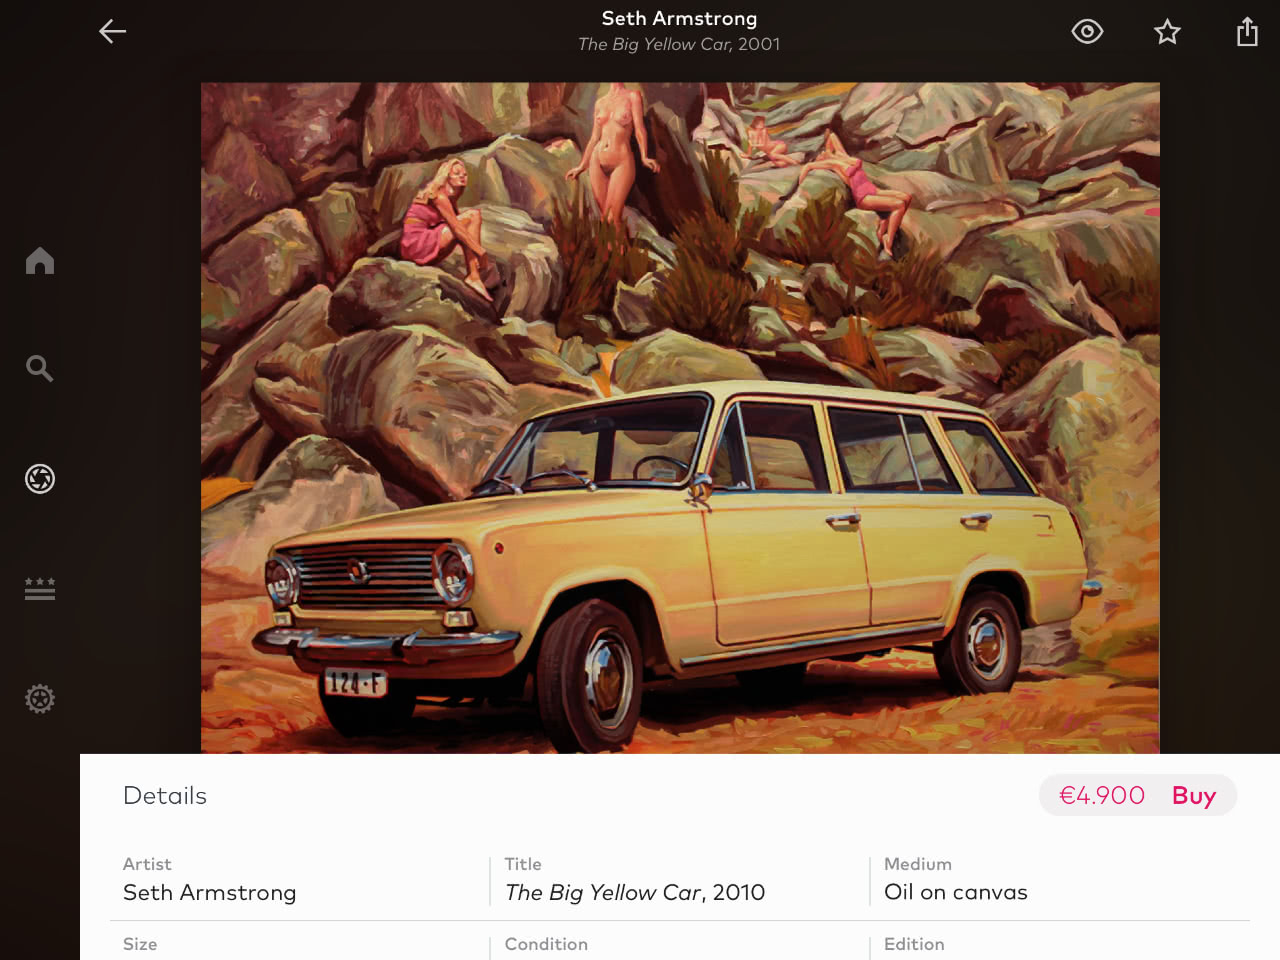 Seth Armstrong
The Big Yellow Car, 2001
124·F
Details
€4.900 Buy
Artist
Seth Armstrong
Title
The Big Yellow Car, 2010
Medium
Oil on canvas
Size
Condition
Edition